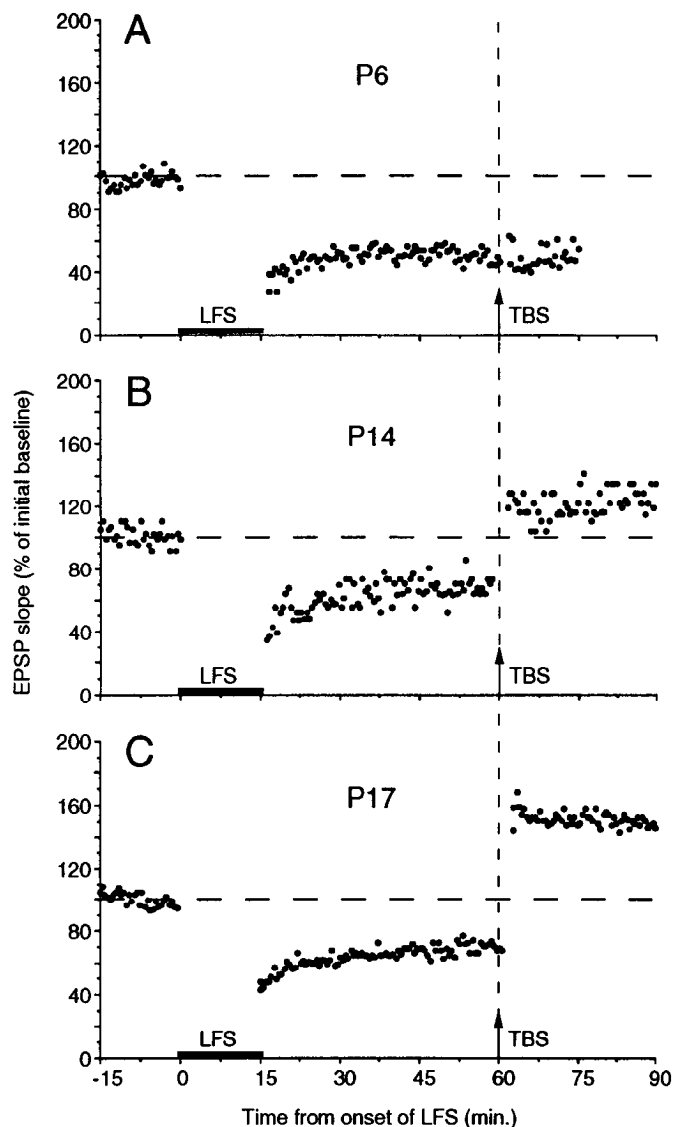 A
P6
200
160
120
80
40
0
LFS
TBS
B
P14
200
160
120
80
40
0
LFS
TBS
C
P17
200
160
120
80
40
0
LFS
TBS
-15 0 15 30 45 60 75 90
EPSP slope (% of initial baseline)
Time from onset of LFS (min.)